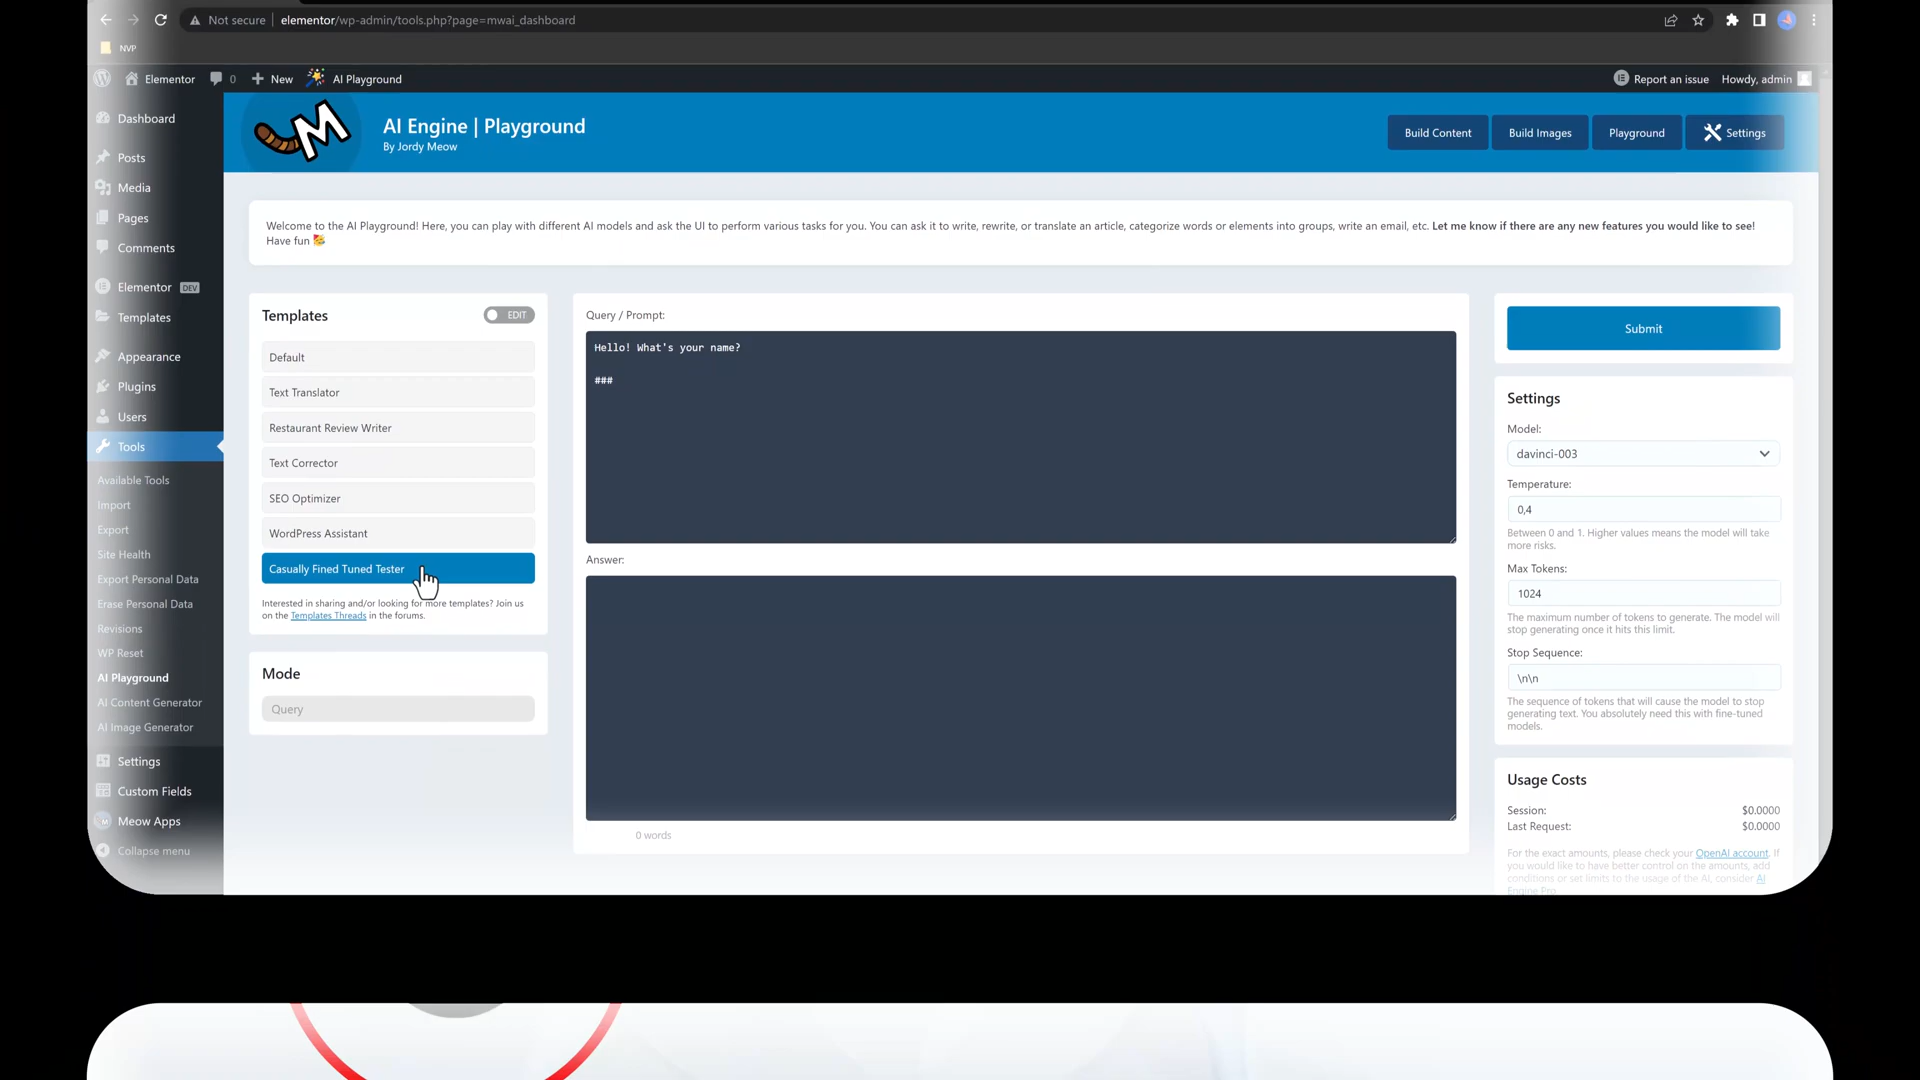 Not secure elementor/wp-admin/tools.php?page=mwai_dashboard
NVP
Elementor 0 New AI Playground
Report an issue Howdy, admin
Dashboard
Posts
Media
Pages
Comments
Elementor DEV
Templates
Appearance
Plugins
Users
Tools
Available Tools
Import
Export
Site Health
Export Personal Data
Erase Personal Data
Revisions
WP Reset
AI Playground
AI Content Generator
AI Image Generator
Settings
Custom Fields
Meow Apps
Collapse menu
M
AI Engine | Playground
By Jordy Meow
Build Content
Build Images
Playground
Settings
Welcome to the AI Playground! Here, you can play with different AI models and ask the UI to perform various tasks for you. You can ask it to write, rewrite, or translate an article, categorize words or elements into groups, write an email, etc. Let me know if there are any new features you would like to see!
Have fun 🥳
Templates
EDIT
Default
Text Translator
Restaurant Review Writer
Text Corrector
SEO Optimizer
WordPress Assistant
Casually Fined Tuned Tester
Interested in sharing and/or looking for more templates? Join us
on the Templates Threads in the forums.
Mode
Query
Query / Prompt:
Hello! What's your name?
###
Answer:
0 words
Submit
Settings
Model:
davinci-003
Temperature:
0,4
Between 0 and 1. Higher values means the model will take
more risks.
Max Tokens:
1024
The maximum number of tokens to generate. The model will
stop generating once it hits this limit.
Stop Sequence:
\n\n
The sequence of tokens that will cause the model to stop
generating text. You absolutely need this with fine-tuned
models.
Usage Costs
Session: $0.0000
Last Request: $0.0000
For the exact amounts, please check your OpenAI account. If
you would like to have better control on the amounts, add
conditions or set limits to the usage of the AI, consider AI
Engine Pro